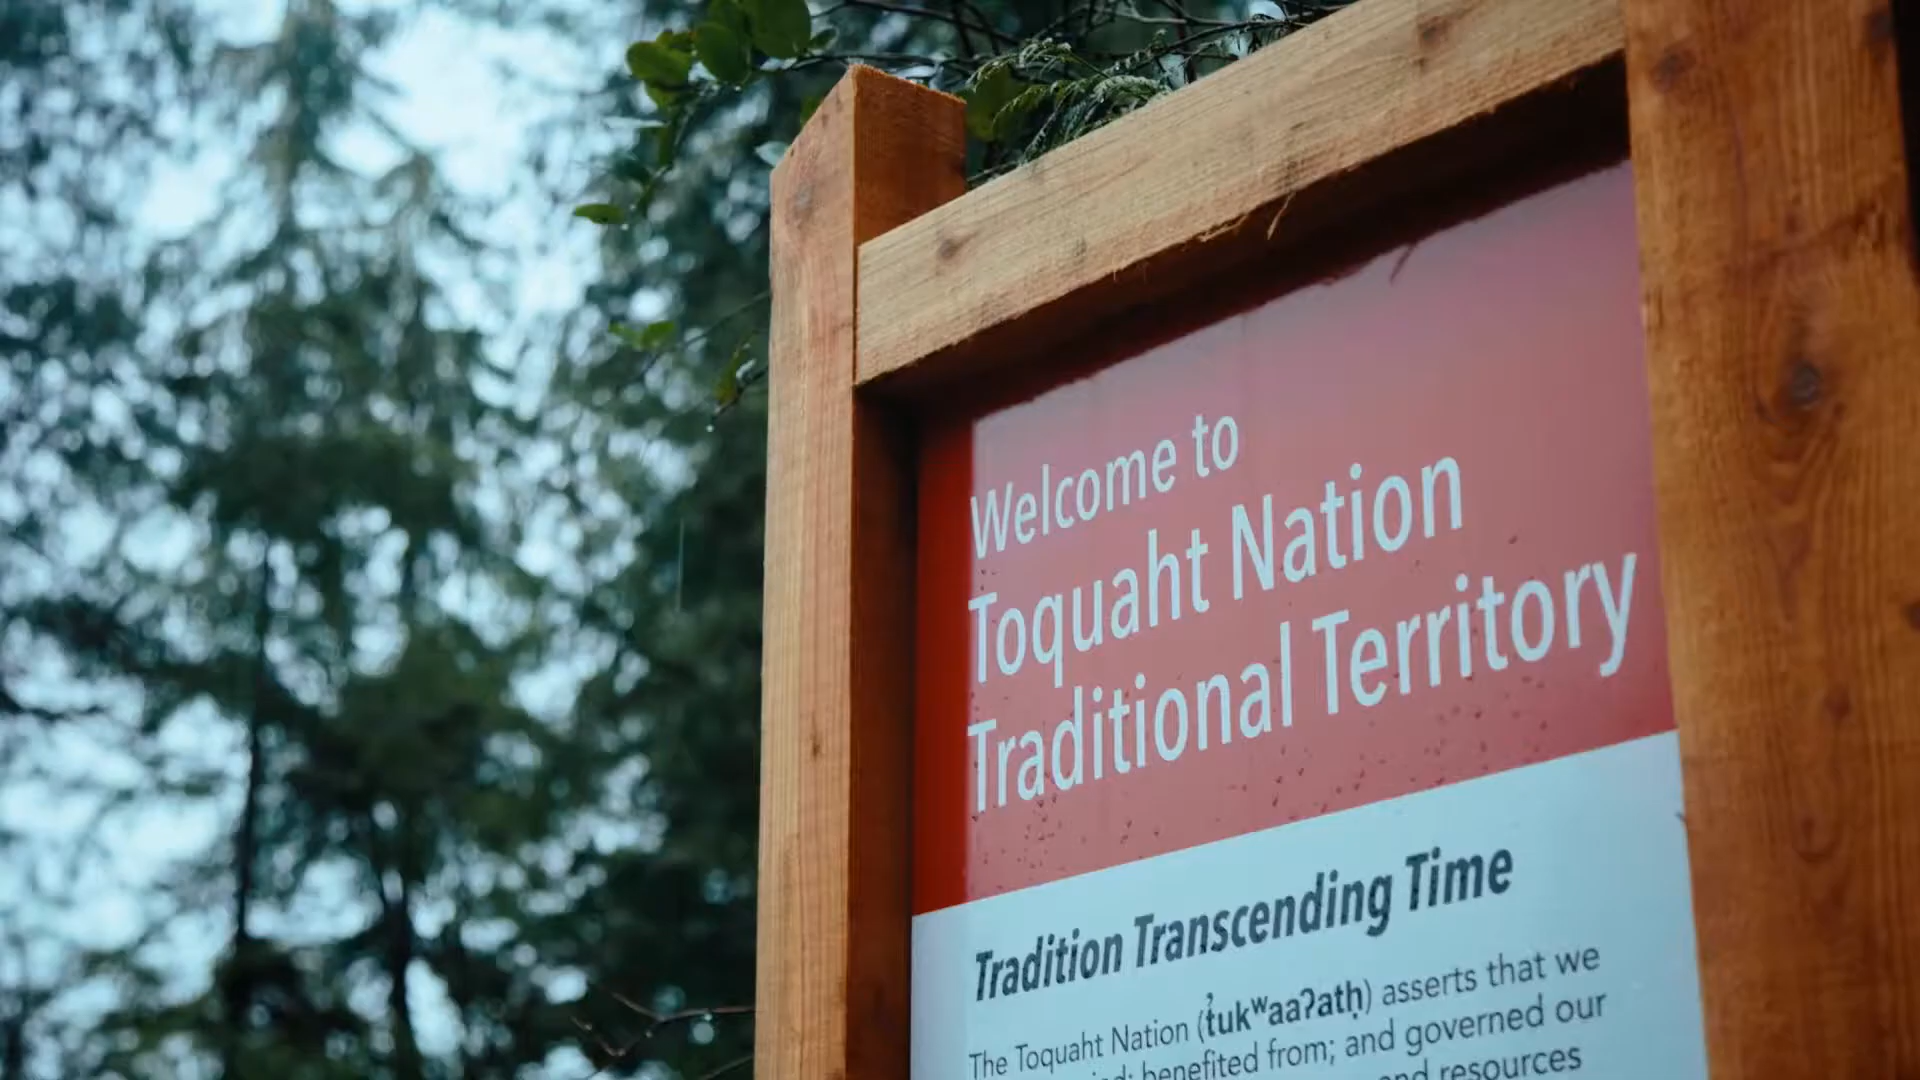 Welcome to
Toquaht Nation
Traditional Territory
Tradition Transcending Time
The Toquaht Nation (t̓ukʷaaʔatḥ) asserts that we
benefited from; and governed our
and resources